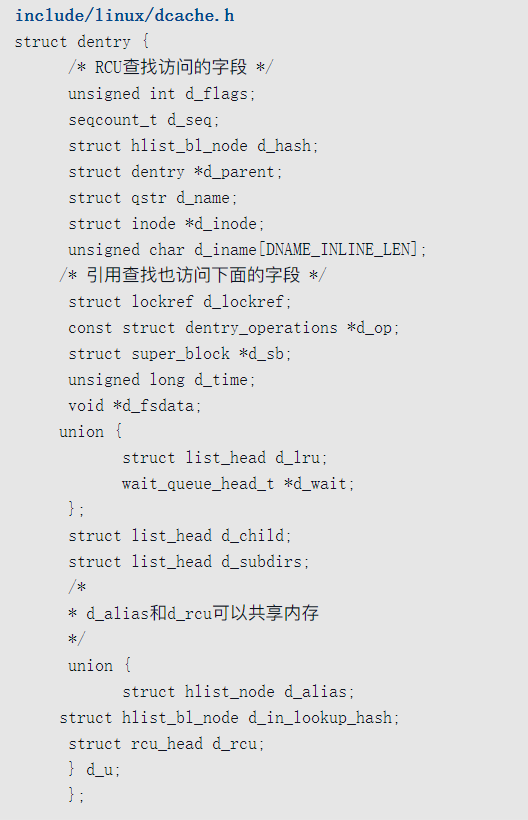 include/linux/dcache.h
struct dentry {
/* RCU查找访问的字段 */
unsigned int d_flags;
seqcount_t d_seq;
struct hlist_bl_node d_hash;
struct dentry *d_parent;
struct qstr d_name;
struct inode *d_inode;
unsigned char d_iname[DNAME_INLINE_LEN];
/* 引用查找也访问下面的字段 */
struct lockref d_lockref;
const struct dentry_operations *d_op;
struct super_block *d_sb;
unsigned long d_time;
void *d_fsdata;
union {
struct list_head d_lru;
wait_queue_head_t *d_wait;
};
struct list_head d_child;
struct list_head d_subdirs;
/*
* d_alias和d_rcu可以共享内存
*/
union {
struct hlist_node d_alias;
struct hlist_bl_node d_in_lookup_hash;
struct rcu_head d_rcu;
} d_u;
};